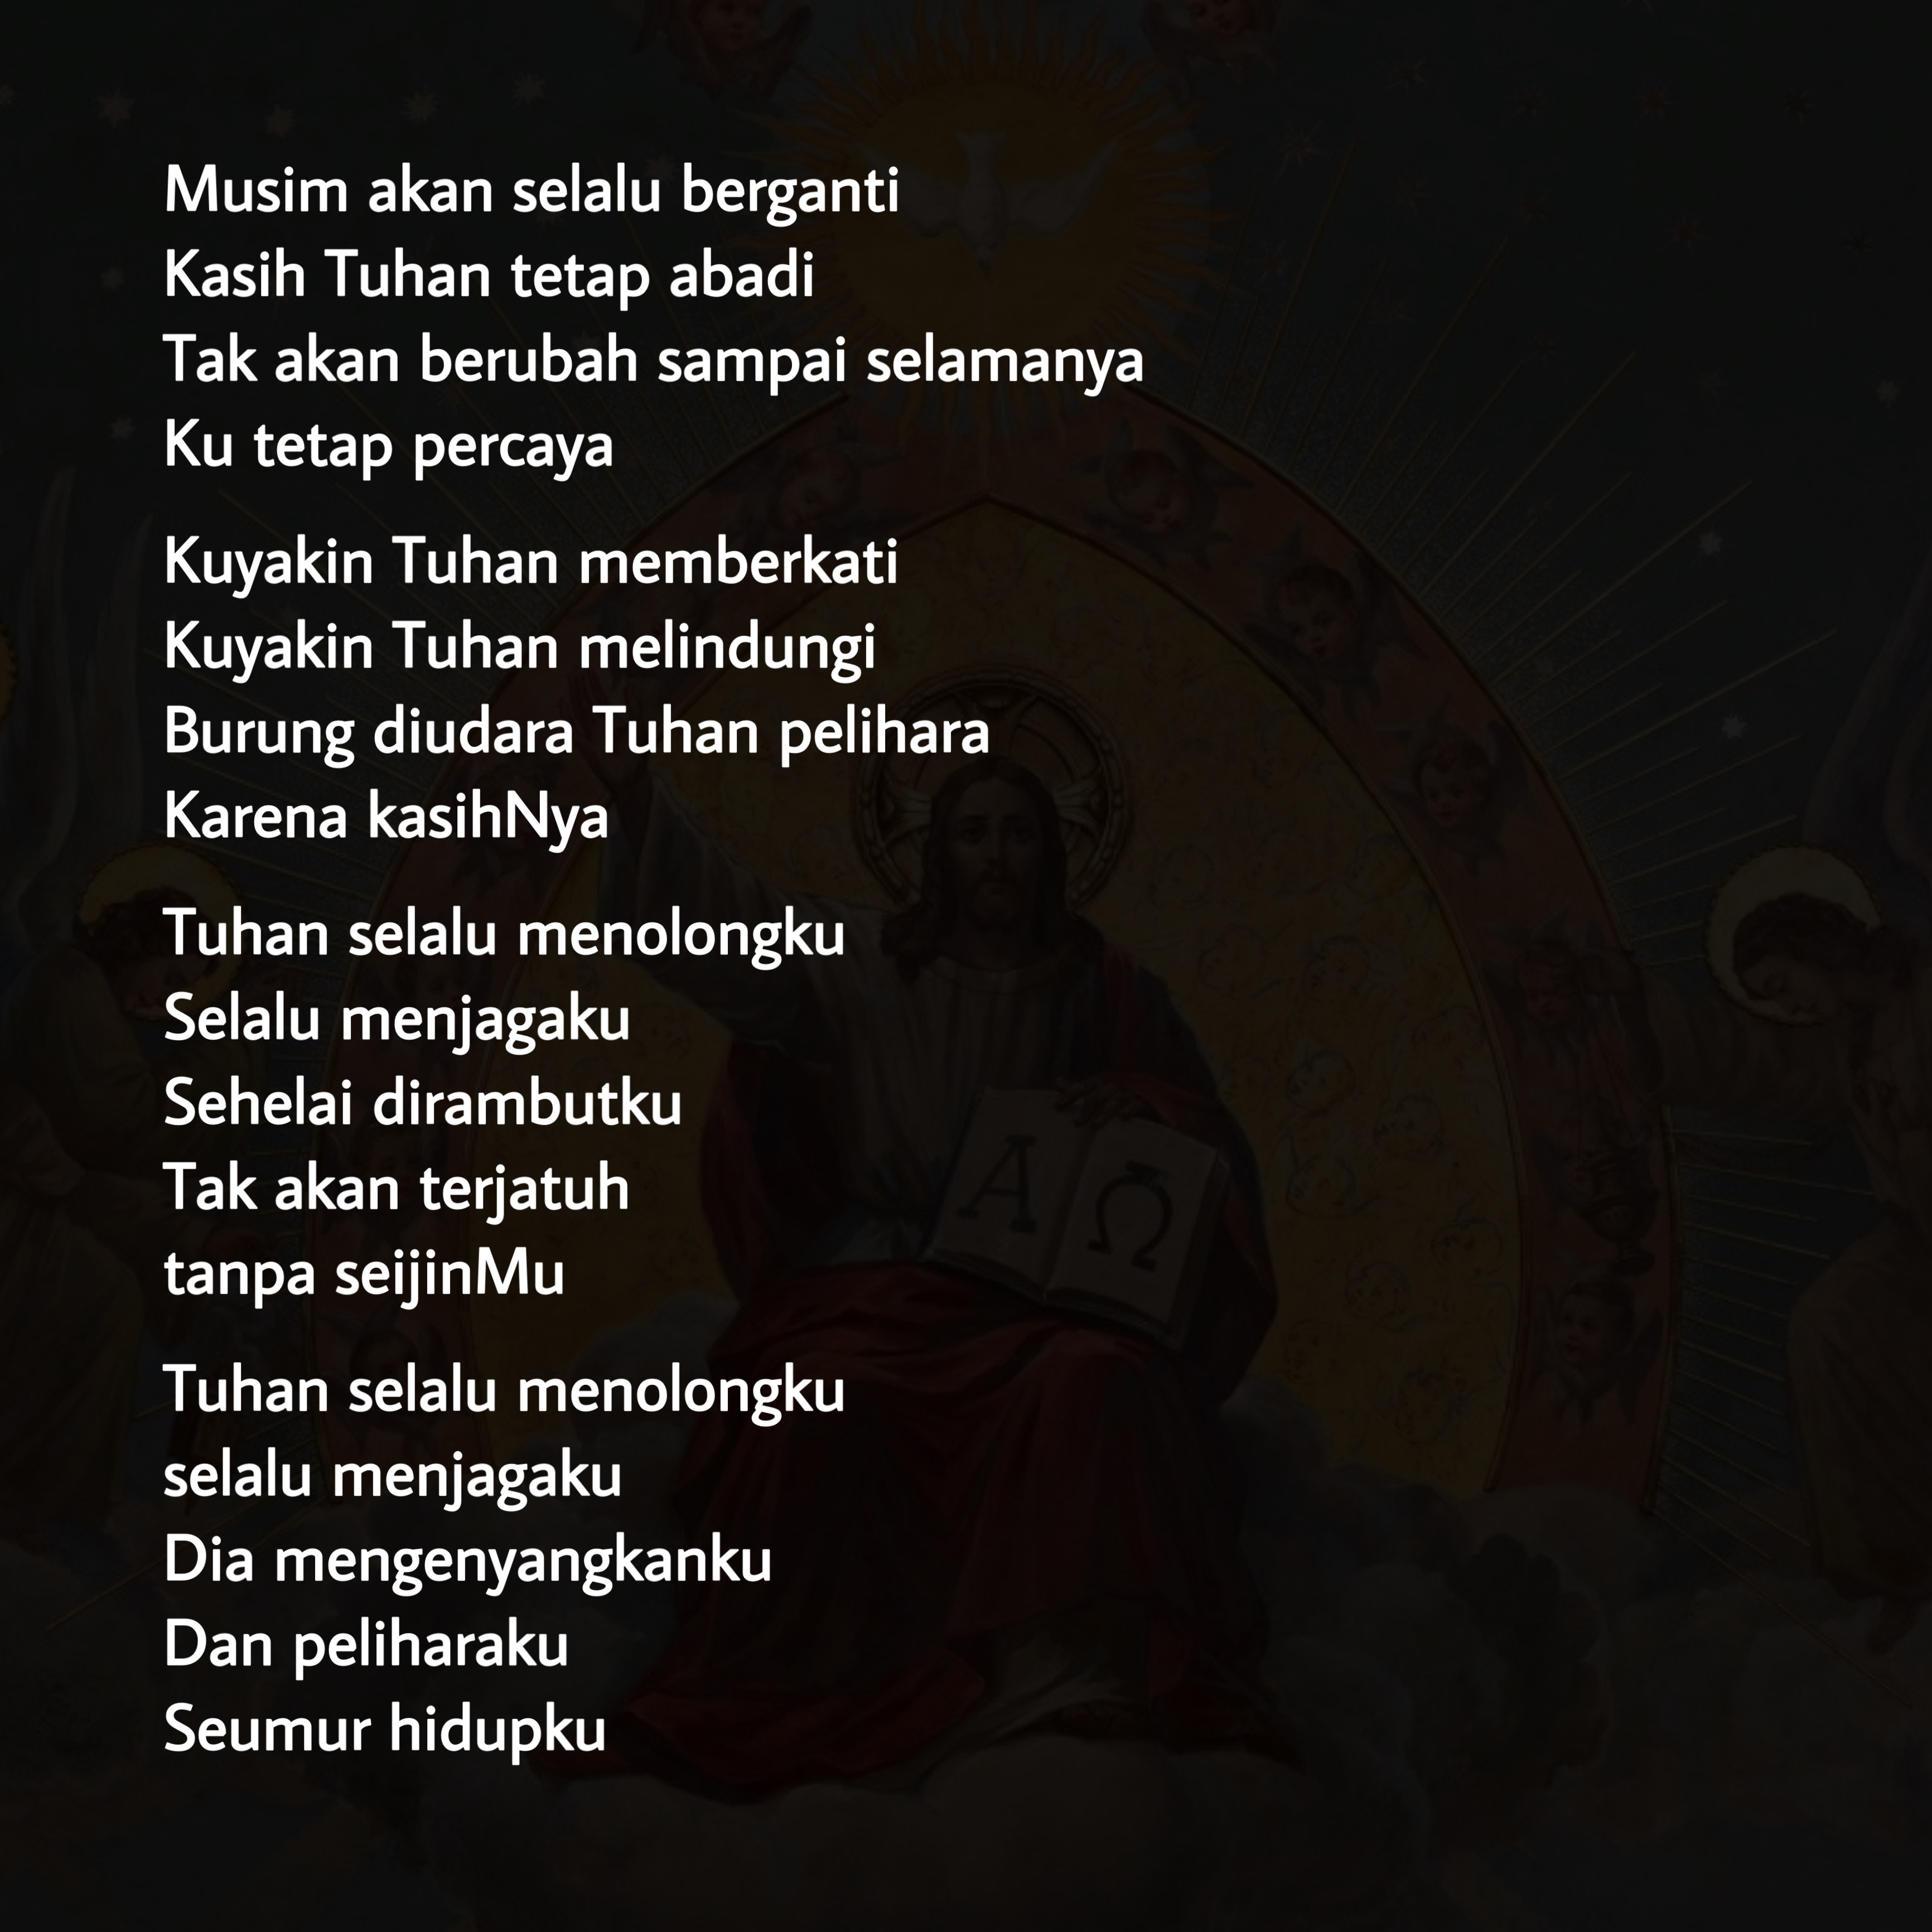 Musim akan selalu berganti
Kasih Tuhan tetap abadi
Tak akan berubah sampai selamanya
Ku tetap percaya
Kuyakin Tuhan memberkati
Kuyakin Tuhan melindungi
Burung diudara Tuhan pelihara
Karena kasihNya
Tuhan selalu menolongku
Selalu menjagaku
Sehelai dirambutku
Tak akan terjatuh
tanpa seijinMu
Tuhan selalu menolongku
selalu menjagaku
Dia mengenyangkanku
Dan peliharaku
Seumur hidupku
Α Ω